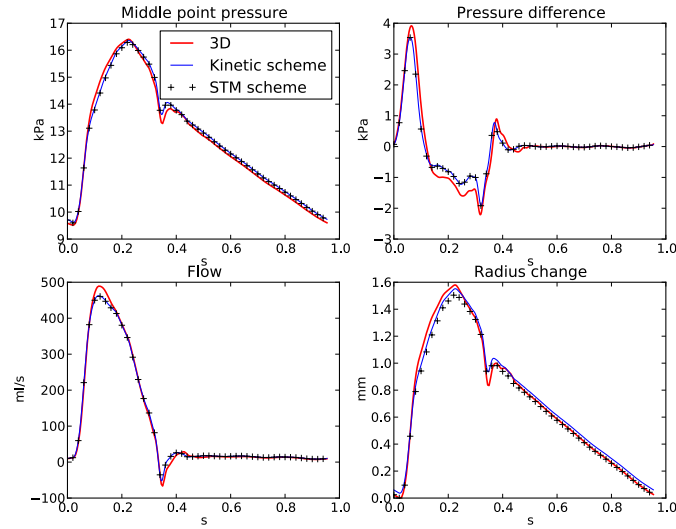 Middle point pressure
17
16
15
14
13
12
11
10
9
0.0 0.2 0.4 0.6 0.8 1.0
kPa
s
3D
Kinetic scheme
STM scheme
Pressure difference
4
3
2
1
0
−1
−2
−3
0.0 0.2 0.4 0.6 0.8 1.0
kPa
s
Flow
500
400
300
200
100
0
−100
0.0 0.2 0.4 0.6 0.8 1.0
ml/s
s
Radius change
1.6
1.4
1.2
1.0
0.8
0.6
0.4
0.2
0.0
0.0 0.2 0.4 0.6 0.8 1.0
mm
s